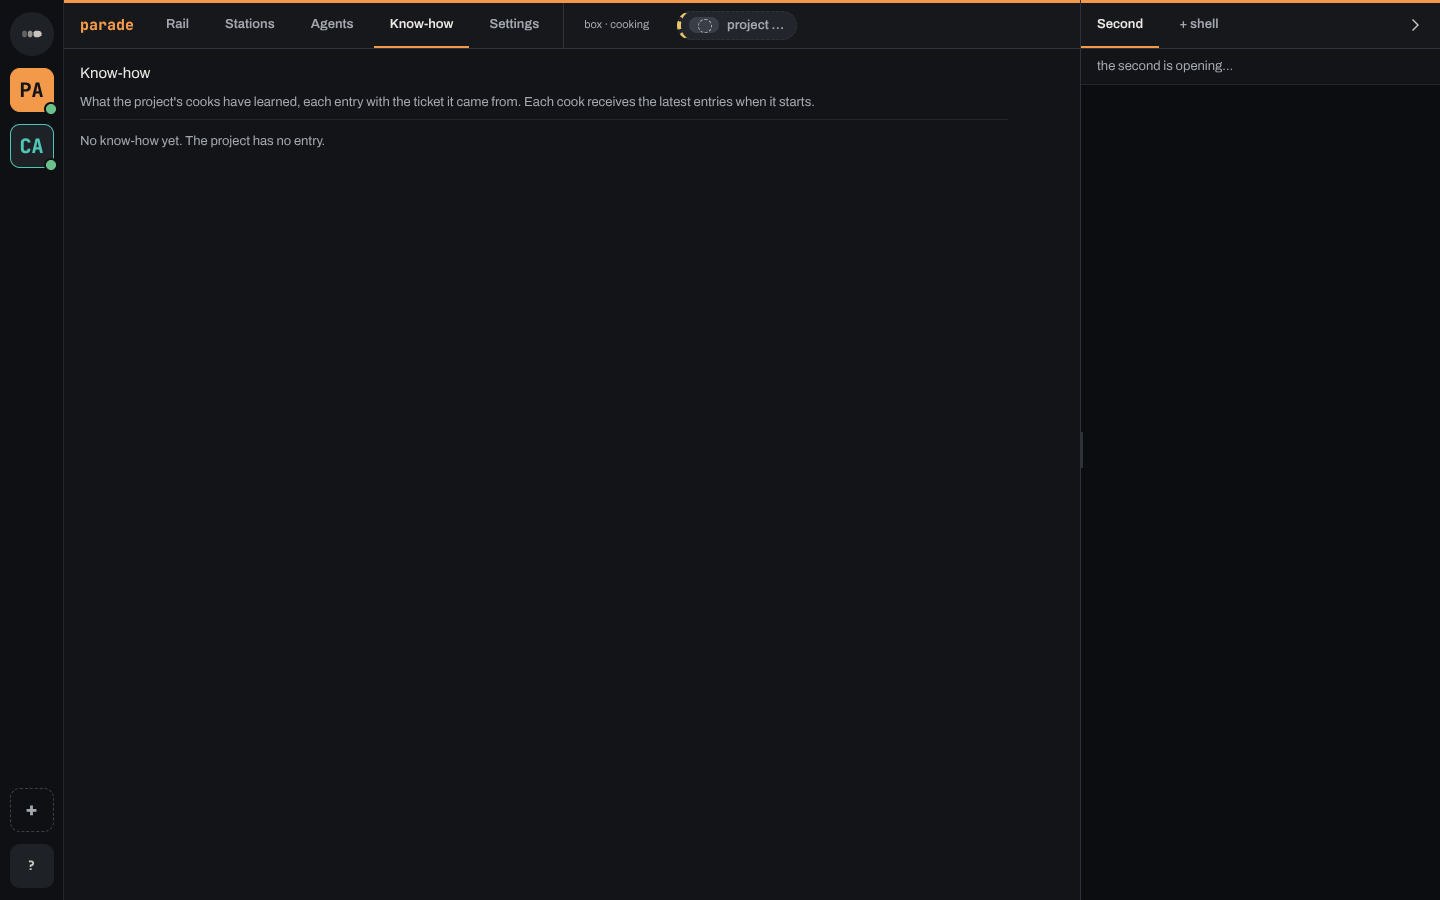 parade Rail Stations Agents Know-how Settings box · cooking project ... Second + shell
PA
CA
Know-how
What the project's cooks have learned, each entry with the ticket it came from. Each cook receives the latest entries when it starts.
No know-how yet. The project has no entry.
the second is opening...
+
?